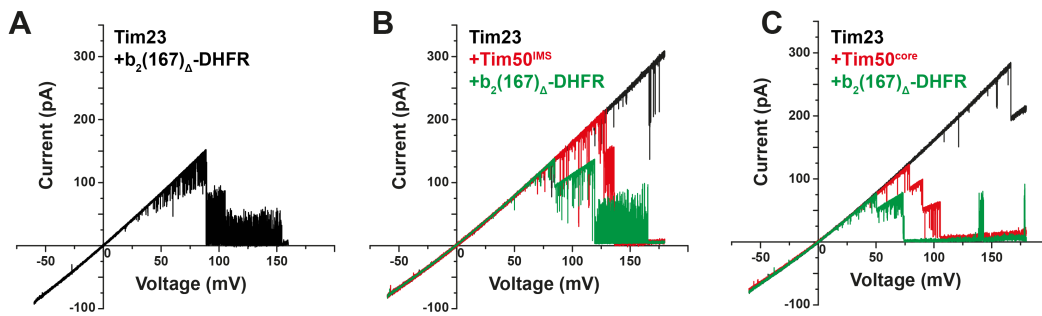 A
Tim23
+b₂(167)Δ-DHFR
Current (pA)
300
200
100
-100
-50
50
100
150
Voltage (mV)
B
Tim23
+Tim50ᴵᴹˢ
+b₂(167)Δ-DHFR
Current (pA)
300
200
100
-100
-50
50
100
150
Voltage (mV)
C
Tim23
+Tim50ᶜᵒʳᵉ
+b₂(167)Δ-DHFR
Current (pA)
300
200
100
-100
-50
50
100
150
Voltage (mV)